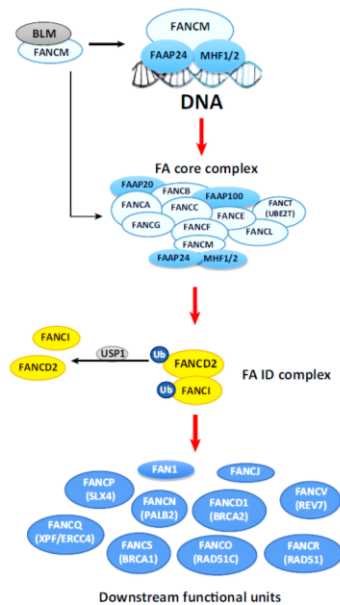 BLM
FANCM
FANCM
FAAP24 MHF1/2
DNA
FA core complex
FAAP20
FANCB
FAAP100
FANCA
FANCC
FANCE
FANCT
(UBE2T)
FANCG
FANCF
FANCL
FANCM
FAAP24 MHF1/2
FANCI
FANCD2
USP1
Ub
FANCD2
Ub
FANCI
FA ID complex
FAN1
FANCJ
FANCP
(SLX4)
FANCN
(PALB2)
FANCD1
(BRCA2)
FANCV
(REV7)
FANCQ
(XPF/ERCC4)
FANCS
(BRCA1)
FANCO
(RAD51C)
FANCR
(RAD51)
Downstream functional units